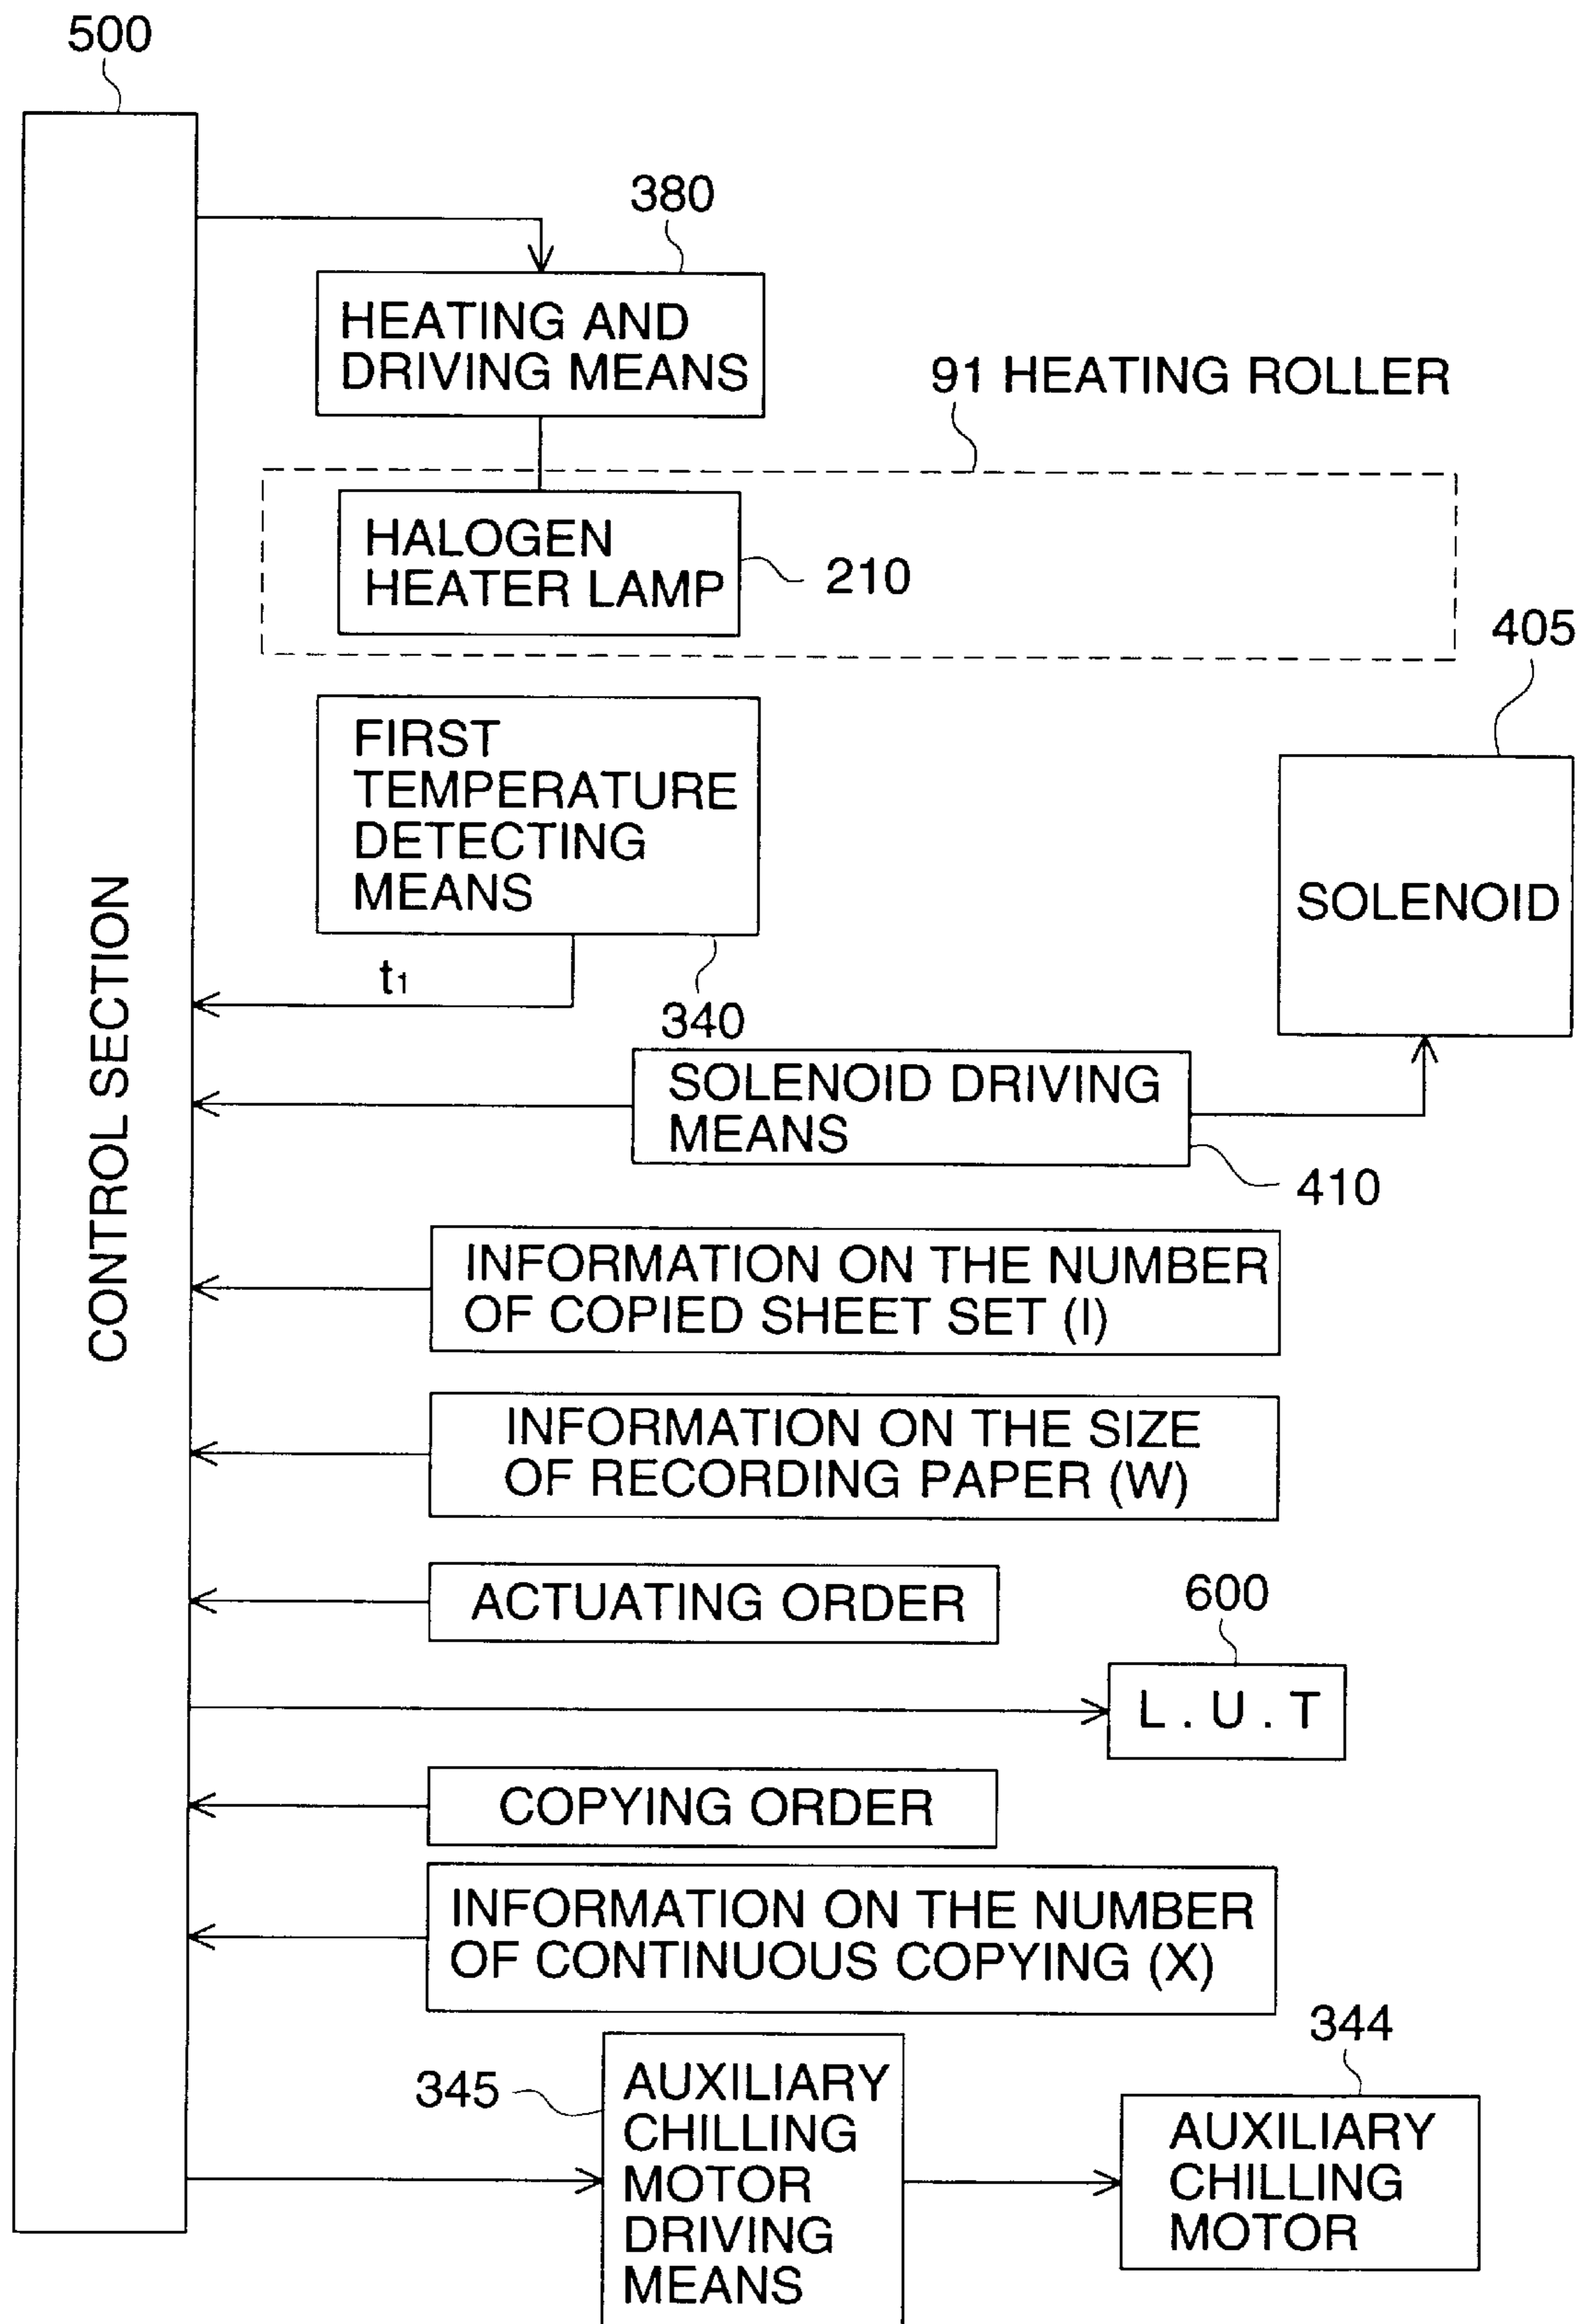 500
380
HEATING AND
DRIVING MEANS
91 HEATING ROLLER
HALOGEN
HEATER LAMP
210
405
FIRST
TEMPERATURE
DETECTING
MEANS
SOLENOID
CONTROL SECTION
t1
340
SOLENOID DRIVING
MEANS
410
INFORMATION ON THE NUMBER
OF COPIED SHEET SET (I)
INFORMATION ON THE SIZE
OF RECORDING PAPER (W)
ACTUATING ORDER
600
L . U . T
COPYING ORDER
INFORMATION ON THE NUMBER
OF CONTINUOUS COPYING (X)
344
345
AUXILIARY
CHILLING
MOTOR
DRIVING
MEANS
AUXILIARY
CHILLING
MOTOR